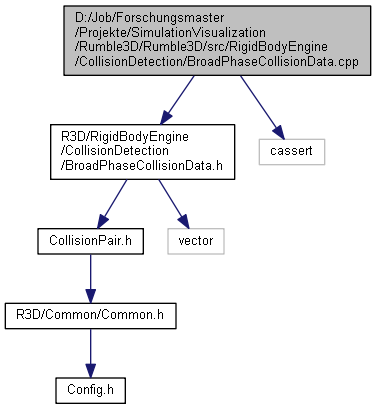 D:/Job/Forschungsmaster
/Projekte/SimulationVisualization
/Rumble3D/Rumble3D/src/RigidBodyEngine
/CollisionDetection/BroadPhaseCollisionData.cpp
R3D/RigidBodyEngine
/CollisionDetection
/BroadPhaseCollisionData.h
cassert
CollisionPair.h
vector
R3D/Common/Common.h
Config.h